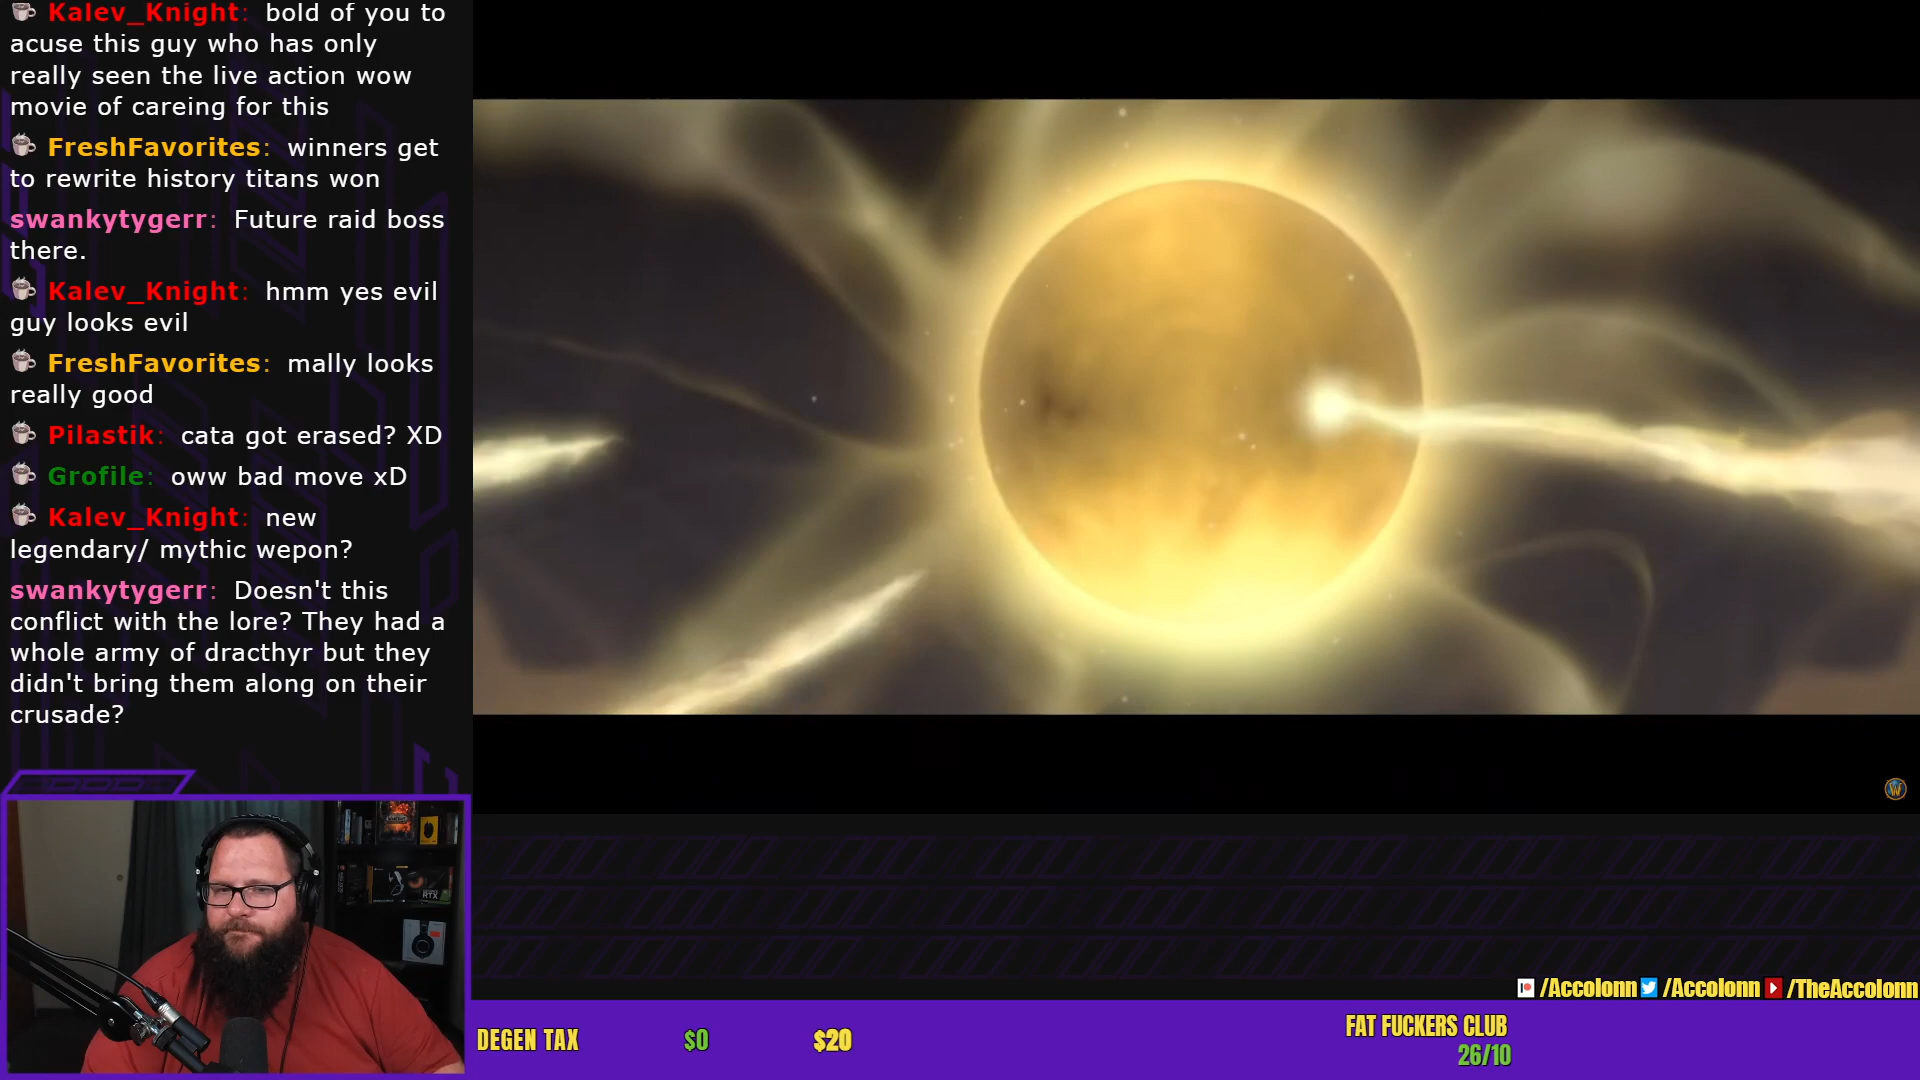 Kalev_Knight: bold of you to
acuse this guy who has only
really seen the live action wow
movie of careing for this
FreshFavorites: winners get
to rewrite history titans won
swankytygerr: Future raid boss
there.
Kalev_Knight: hmm yes evil
guy looks evil
FreshFavorites: mally looks
really good
Pilastik: cata got erased? XD
Grofile: oww bad move xD
Kalev_Knight: new
legendary/ mythic wepon?
swankytygerr: Doesn't this
conflict with the lore? They had a
whole army of dracthyr but they
didn't bring them along on their
crusade?
RTX
/Accolonn /Accolonn /TheAccolonn
DEGEN TAX $0 $20
FAT FUCKERS CLUB
26/10